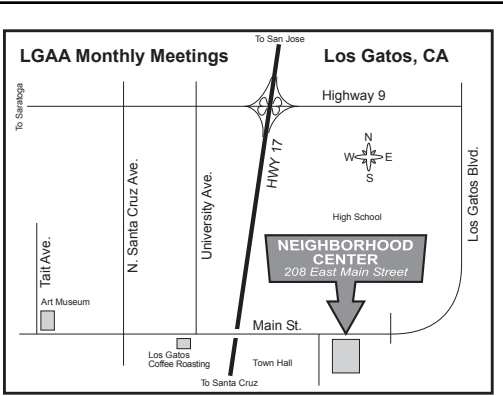 To San Jose
LGAA Monthly Meetings
Los Gatos, CA
To Saratoga
Highway 9
HWY 17
N
W E
S
N. Santa Cruz Ave.
University Ave.
Los Gatos Blvd.
High School
Tait Ave.
NEIGHBORHOOD
CENTER
208 East Main Street
Art Museum
Main St.
Los Gatos
Coffee Roasting
Town Hall
To Santa Cruz